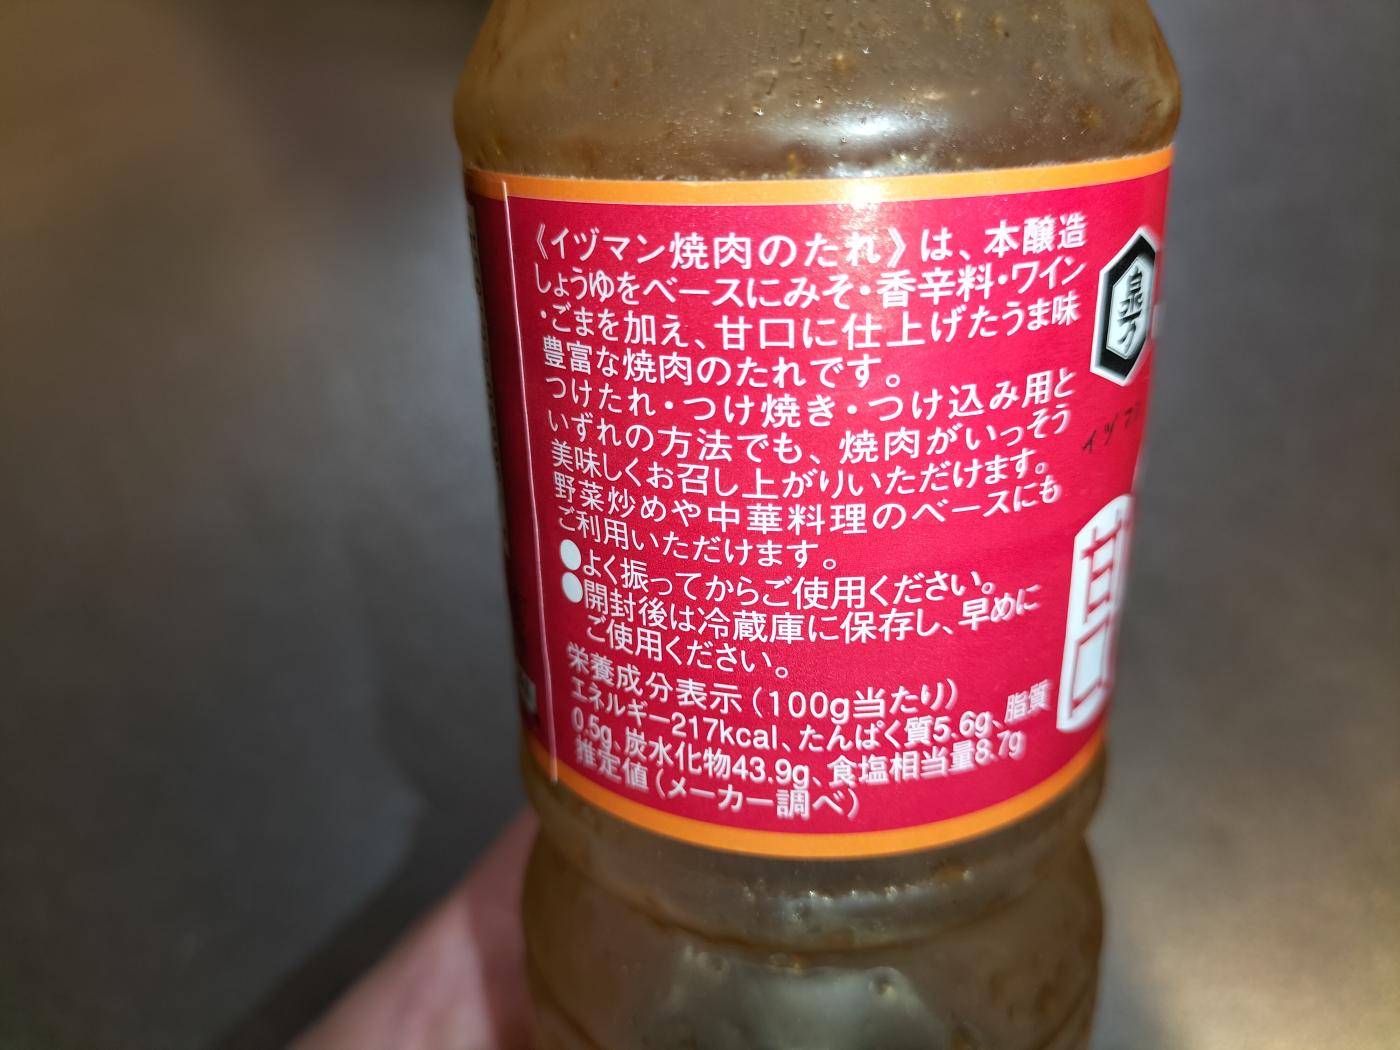 《イヅマン焼肉のたれ》は、本醸造
しょうゆをベースにみそ・香辛料・ワイン
・ごまを加え、甘口に仕上げたうま味
豊富な焼肉のたれです。
つけたれ・つけ焼き・つけ込み用と
いずれの方法でも、焼肉がいっそう
美味しくお召し上がりいただけます。
野菜炒めや中華料理のベースにも
ご利用いただけます。
●よく振ってからご使用ください。
●開封後は冷蔵庫に保存し、早めに
ご使用ください。
栄養成分表示(100g当たり)
エネルギー217kcal、たんぱく質5.6g、脂質
0.5g、炭水化物43.9g、食塩相当量8.7g
推定値(メーカー調べ)
イヅマ
甘口